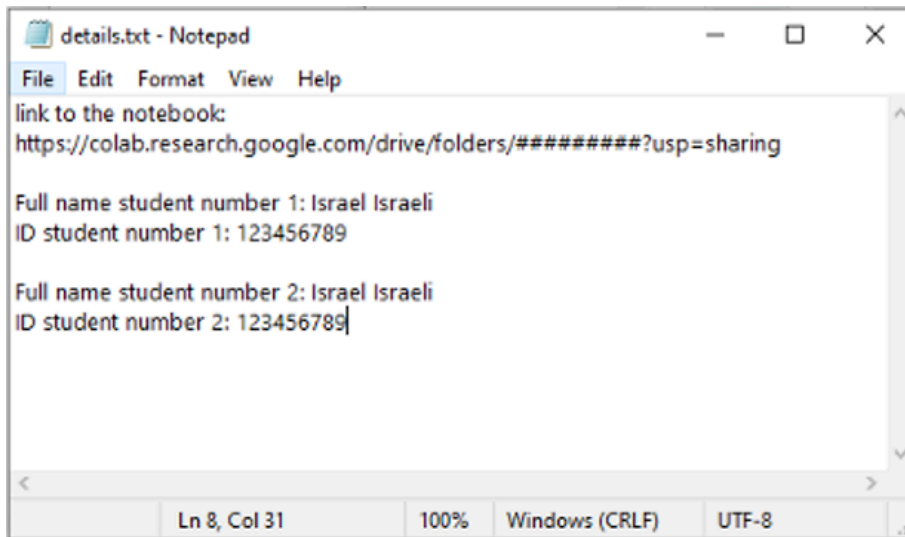 details.txt - Notepad
File Edit Format View Help
link to the notebook:
https://colab.research.google.com/drive/folders/#########?usp=sharing
Full name student number 1: Israel Israeli
ID student number 1: 123456789
Full name student number 2: Israel Israeli
ID student number 2: 123456789
Ln 8, Col 31 100% Windows (CRLF) UTF-8